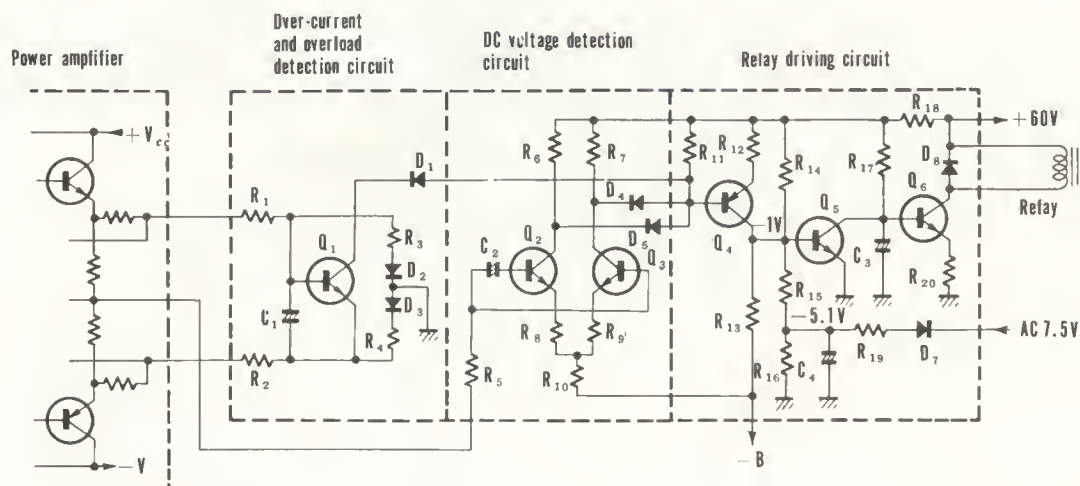 Power amplifier
Dver-current
and overload
detection circuit
DC voltage detection
circuit
Relay driving circuit
+ Vcc
R1
R2
C1
Q1
R3
D2
D3
R4
D1
R6
R7
D4
D5
C2
Q2
Q3
R8
R9
R10
R5
R11
R12
Q4
-1V
R13
R14
R15
-5.1V
R16
C4
R19
D7
AC 7.5V
Q5
C3
R17
R18
+60V
D8
Q6
R20
Relay
-V
-B